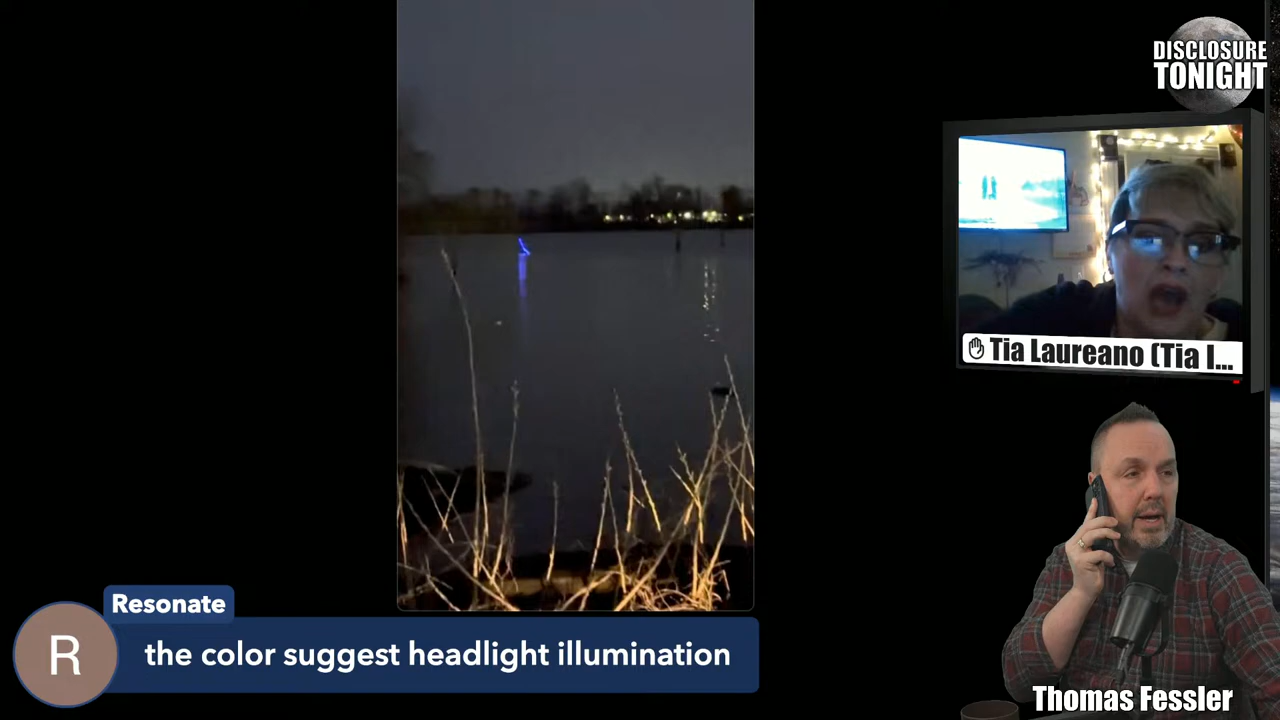 DISCLOSURE
TONIGHT
Tia Laureano (Tia l...
Resonate
R
the color suggest headlight illumination
Thomas Fessler